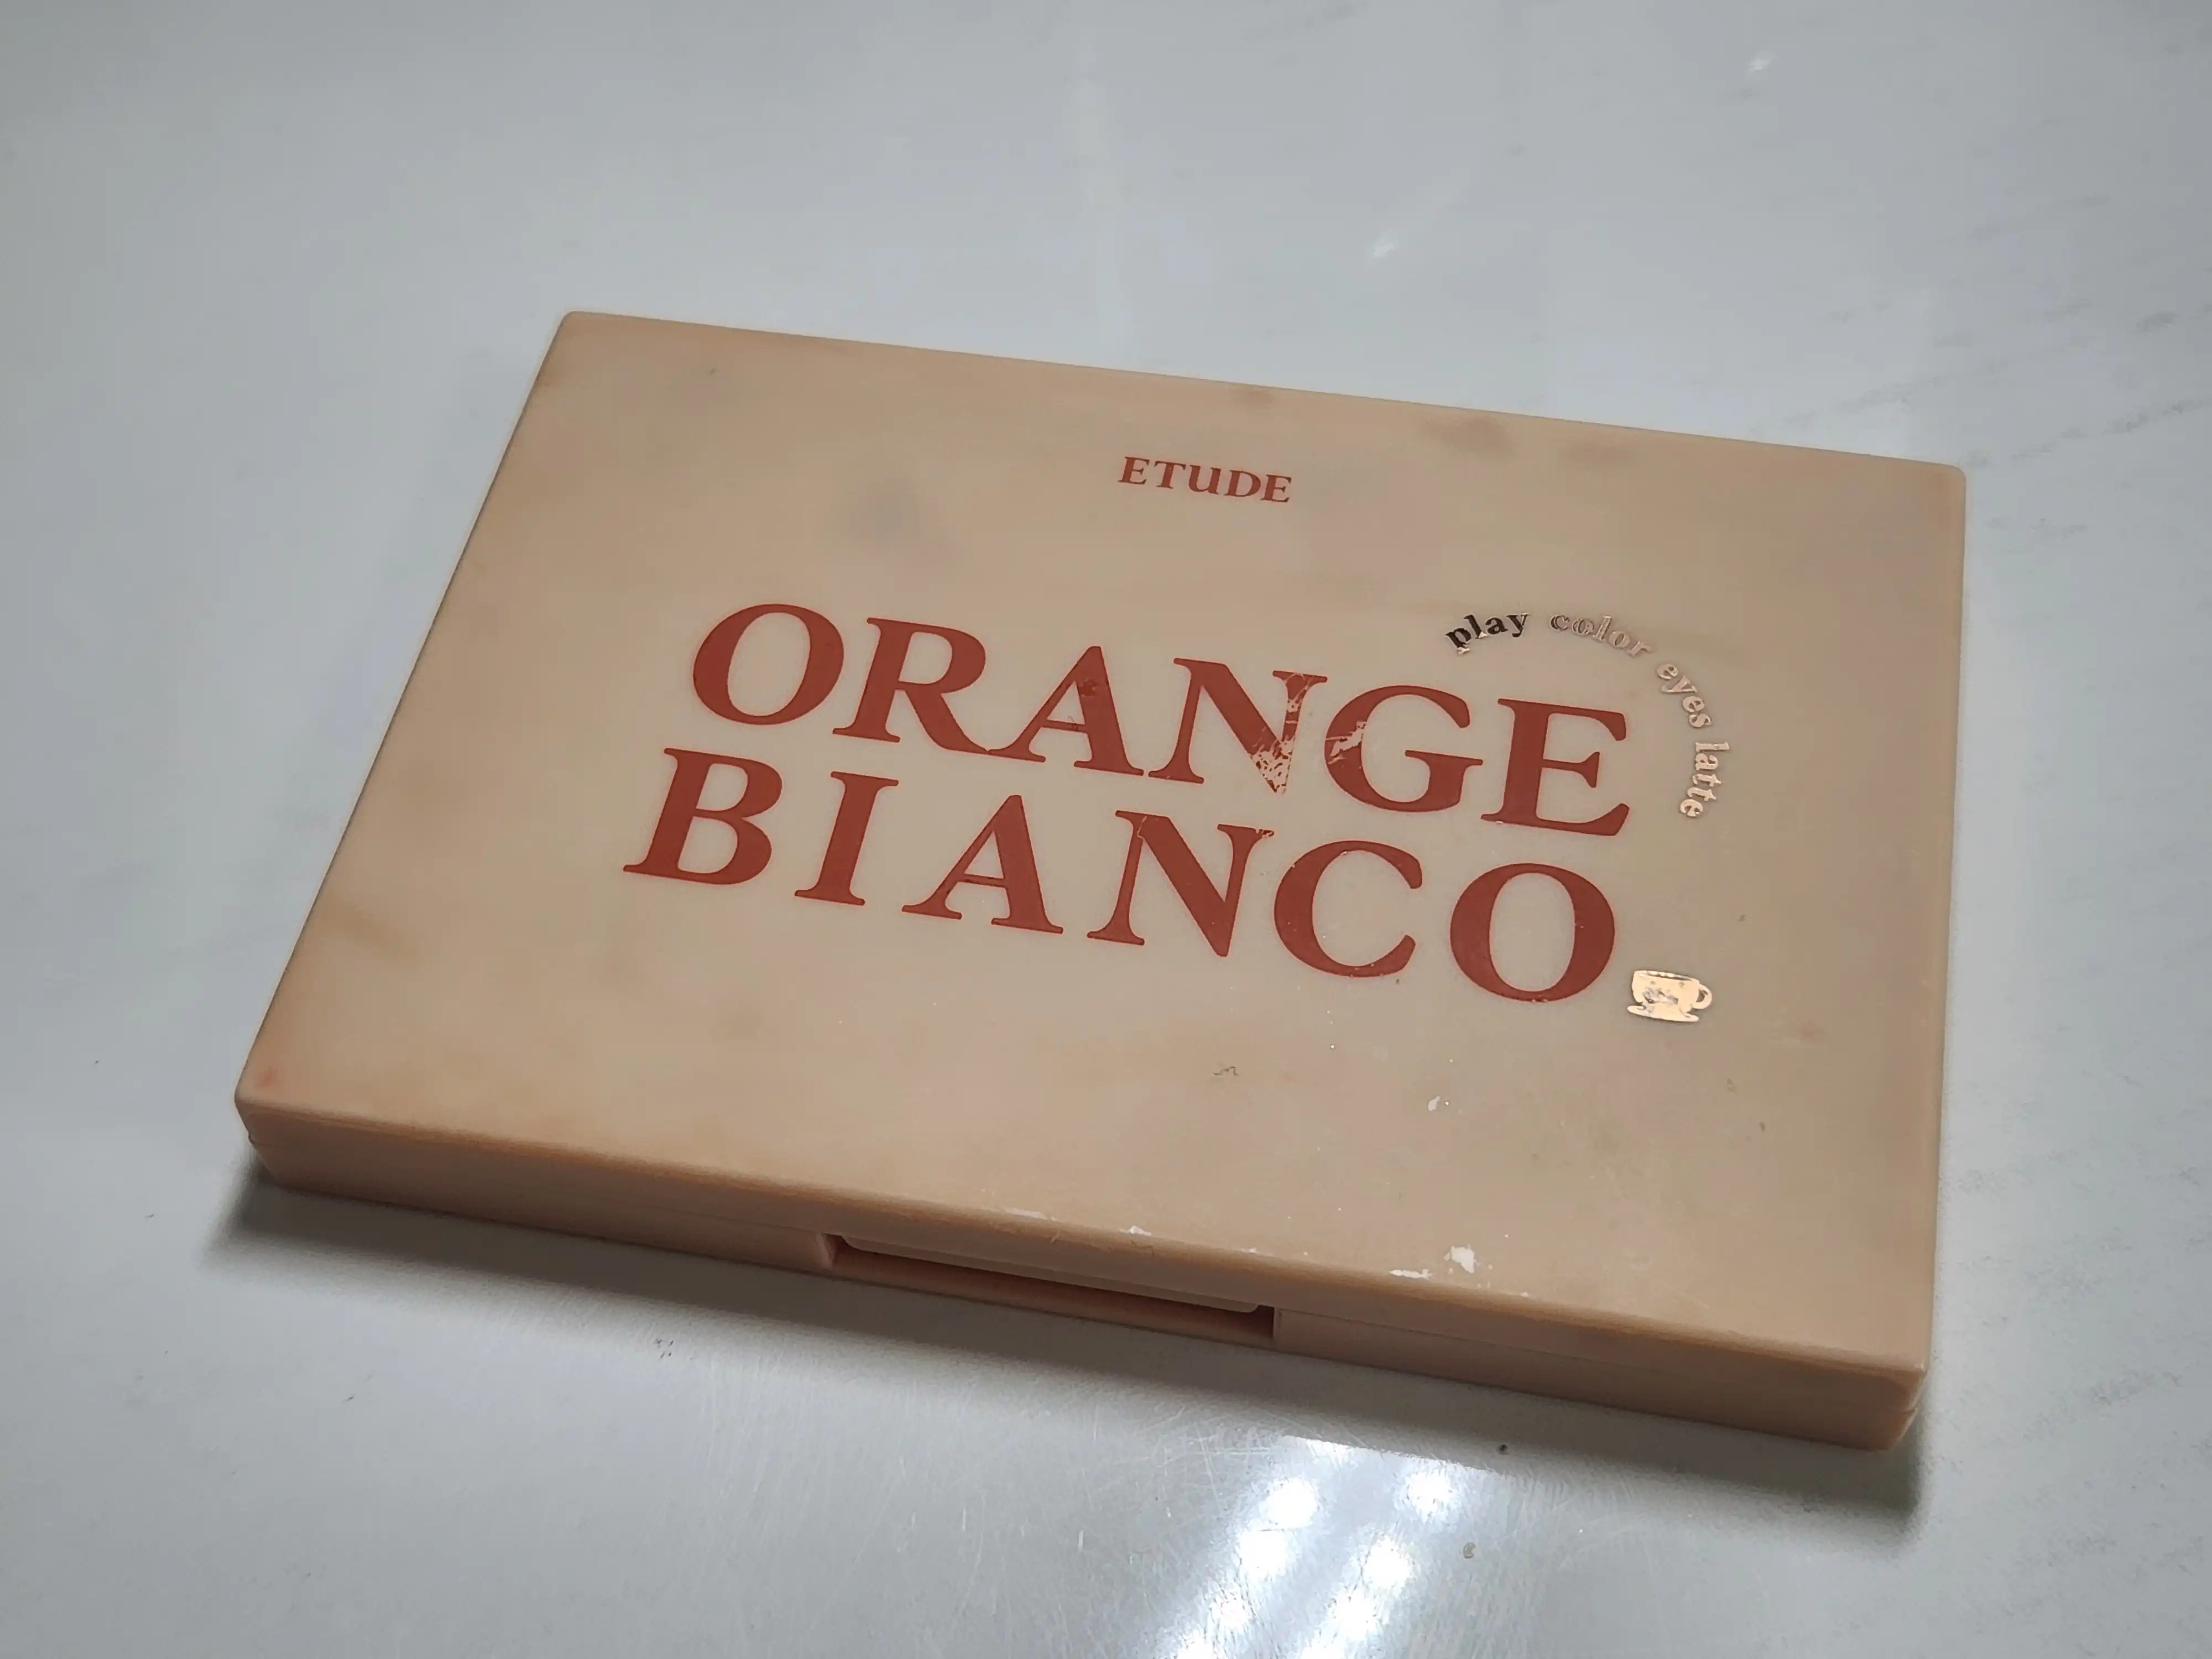 ETUDE
play color eyes latte
ORANGE
BIANCO